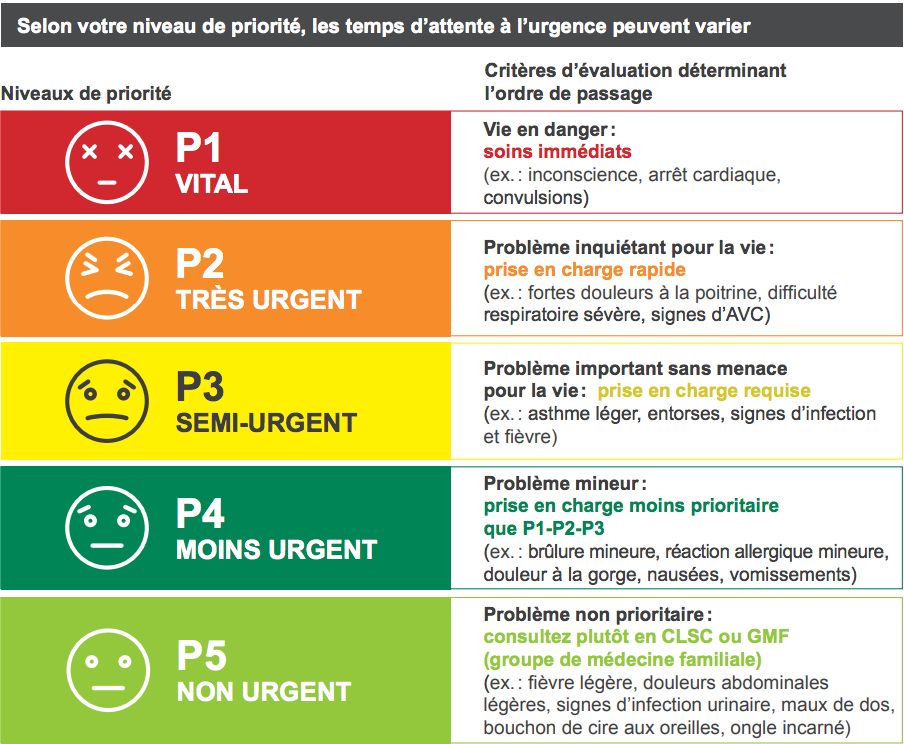 Selon votre niveau de priorité, les temps d’attente à l’urgence peuvent varier
Niveaux de priorité
Critères d’évaluation déterminant
l’ordre de passage
P1
VITAL
Vie en danger :
soins immédiats
(ex. : inconscience, arrêt cardiaque,
convulsions)
P2
TRÈS URGENT
Problème inquiétant pour la vie :
prise en charge rapide
(ex. : fortes douleurs à la poitrine, difficulté
respiratoire sévère, signes d’AVC)
P3
SEMI-URGENT
Problème important sans menace
pour la vie : prise en charge requise
(ex. : asthme léger, entorses, signes d’infection
et fièvre)
P4
MOINS URGENT
Problème mineur :
prise en charge moins prioritaire
que P1-P2-P3
(ex. : brûlure mineure, réaction allergique mineure,
douleur à la gorge, nausées, vomissements)
P5
NON URGENT
Problème non prioritaire :
consultez plutôt en CLSC ou GMF
(groupe de médecine familiale)
(ex. : fièvre légère, douleurs abdominales
légères, signes d’infection urinaire, maux de dos,
bouchon de cire aux oreilles, ongle incarné)